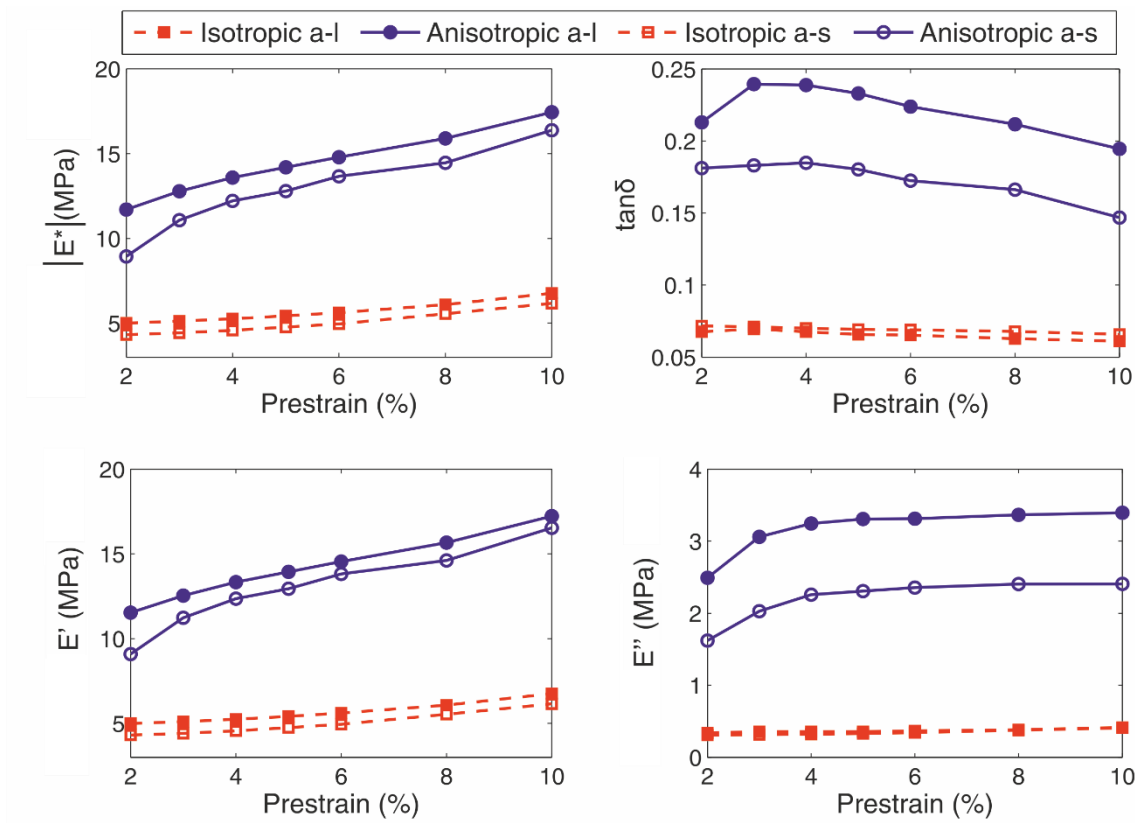 Isotropic a-l Anisotropic a-l Isotropic a-s Anisotropic a-s
20
15
10
5
2 4 6 8 10
Prestrain (%)
|E*|(MPa)
0.25
0.2
0.15
0.1
0.05
2 4 6 8 10
Prestrain (%)
tanδ
20
15
10
5
2 4 6 8 10
Prestrain (%)
E’ (MPa)
4
3
2
1
0
2 4 6 8 10
Prestrain (%)
E’’ (MPa)